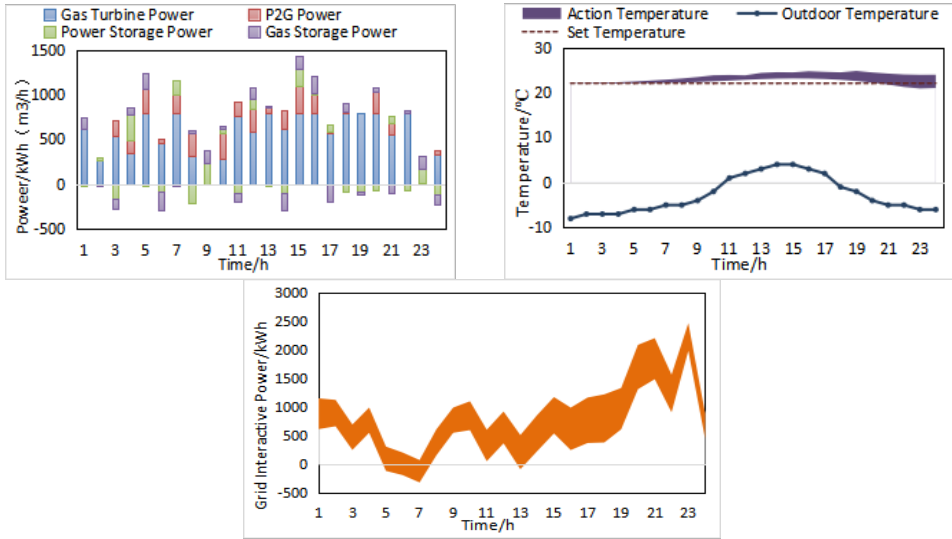 Gas Turbine Power P2G Power
Power Storage Power Gas Storage Power
Poweer/kWh（m3/h）
1500
1000
500
0
-500
1 3 5 7 9 11 13 15 17 19 21 23
Time/h
Action Temperature Outdoor Temperature
Set Temperature
Temperature/℃
30
20
10
0
-10
1 3 5 7 9 11 13 15 17 19 21 23
Time/h
Grid Interactive Power/kWh
3000
2500
2000
1500
1000
500
0
-500
1 3 5 7 9 11 13 15 17 19 21 23
Time/h